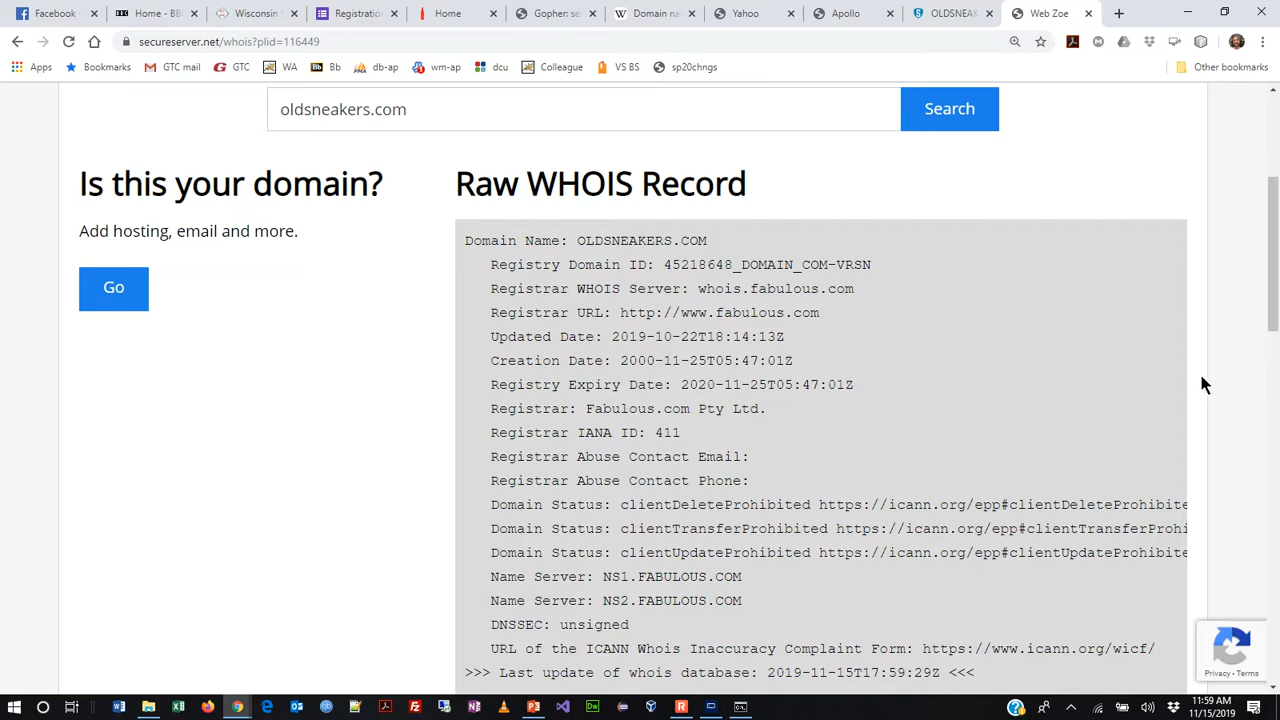 Facebook -
Home - BB
Wisconsin S
Registration
Home
Gopher: se
Domain na
Yahoo
Apollo
OLDSNEAK
Web Zoe
secureserver.net/whois?plid=116449
Apps
Bookmarks
GTC mail
GTC
WA
Bb
db-ap
wm-ap
dcu
Colleague
VS BS
sp20chngs
Other bookmarks
oldsneakers.com
Search
Is this your domain?
Add hosting, email and more.
Go
Raw WHOIS Record
Domain Name: OLDSNEAKERS.COM
Registry Domain ID: 45218648_DOMAIN_COM-VRSN
Registrar WHOIS Server: whois.fabulous.com
Registrar URL: http://www.fabulous.com
Updated Date: 2019-10-22T18:14:13Z
Creation Date: 2000-11-25T05:47:01Z
Registry Expiry Date: 2020-11-25T05:47:01Z
Registrar: Fabulous.com Pty Ltd.
Registrar IANA ID: 411
Registrar Abuse Contact Email:
Registrar Abuse Contact Phone:
Domain Status: clientDeleteProhibited https://icann.org/epp#clientDeleteProhibite
Domain Status: clientTransferProhibited https://icann.org/epp#clientTransferProhi
Domain Status: clientUpdateProhibited https://icann.org/epp#clientUpdateProhibite
Name Server: NS1.FABULOUS.COM
Name Server: NS2.FABULOUS.COM
DNSSEC: unsigned
URL of the ICANN Whois Inaccuracy Complaint Form: https://www.icann.org/wicf/
>>> Last update of whois database: 2019-11-15T17:59:29Z <<<
Privacy - Terms
11:59 AM
11/15/2019